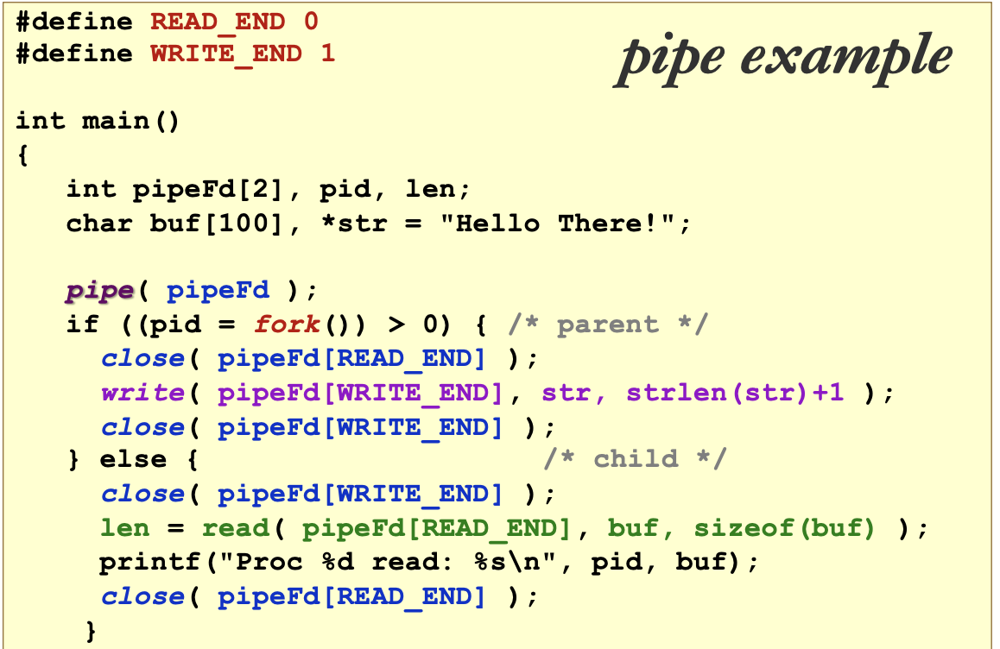 #define READ_END 0
#define WRITE_END 1
pipe example
int main()
{
int pipeFd[2], pid, len;
char buf[100], *str = "Hello There!";
pipe( pipeFd );
if ((pid = fork()) > 0) { /* parent */
close( pipeFd[READ_END] );
write( pipeFd[WRITE_END], str, strlen(str)+1 );
close( pipeFd[WRITE_END] );
} else { /* child */
close( pipeFd[WRITE_END] );
len = read( pipeFd[READ_END], buf, sizeof(buf) );
printf("Proc %d read: %s\n", pid, buf);
close( pipeFd[READ_END] );
}